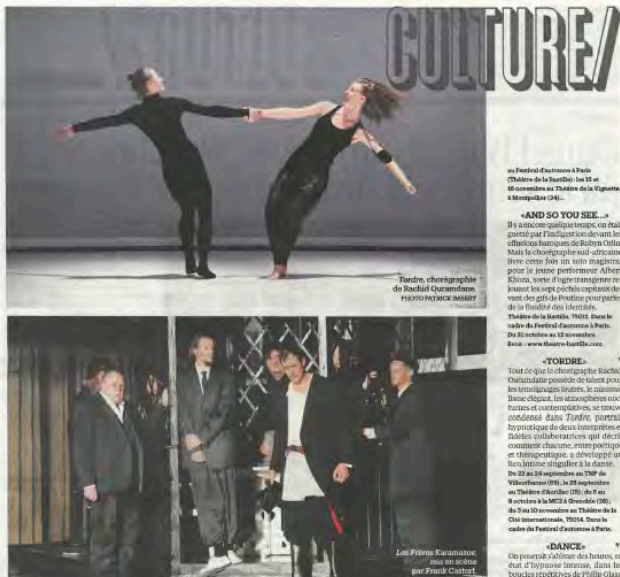 CULTURE/
Tordre, chorégraphie
de Rachid Ouramdane.
PHOTO PATRICK IMBERT
Les Frères Karamazov,
mis en scène
par Frank Castorf.
au Festival d'automne à Paris
(Théâtre de la Bastille); les 15 et
16 novembre au Théâtre de la Vignette
à Montpellier (34)...
«AND SO YOU SEE...»
Il y a encore quelque temps, on était
guetté par l'indigestion devant les
effusions baroques de Robyn Orlin.
Mais la chorégraphe sud-africaine
livre cette fois un solo magistral
pour le jeune performeur Albert
Khoza, sorte d'ogre transgenre re-
jouant les sept péchés capitaux de-
vant des gifs de Poutine pour parler
de la fluidité des identités.
Théâtre de la Bastille, 75011. Dans le
cadre du Festival d'automne à Paris.
Du 31 octobre au 12 novembre.
Rens.: www.theatre-bastille.com
«TORDRE»
Tout ce que le chorégraphe Rachid
Ouramdane possède de talent pour
les témoignages feutrés, le minima-
lisme élégant, les atmosphères noc-
turnes et contemplatives, se trouve
condensé dans Tordre, portrait
hypnotique de deux interprètes et
fidèles collaboratrices qui décrit
comment chacune, entre poétique
et thérapeutique, a développé un
lien intime singulier à la danse.
Du 22 au 24 septembre au TNP de
Villeurbanne (69); le 28 septembre
au Théâtre d'Aurillac (15); du 5 au
8 octobre à la MC2 à Grenoble (38);
du 3 au 10 novembre au Théâtre de la
Cité internationale, 75014. Dans le
cadre du Festival d'automne à Paris.
«DANCE»
On pourrait s'abîmer des heures, en
état d'hypnose intense, dans les
boucles répétitives de Philip Glass